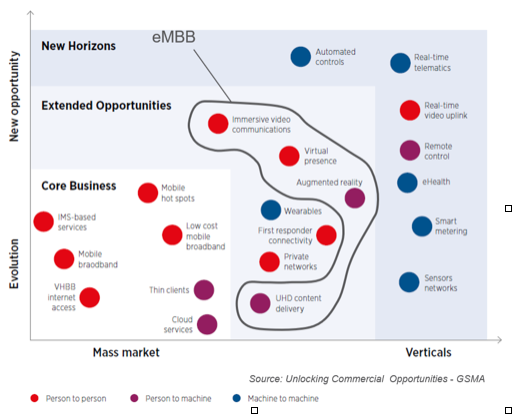 eMBB
New Horizons
Automated
controls
Real-time
telematics
New opportunity
Extended Opportunities
Immersive video
communications
Real-time
video uplink
Virtual
presence
Remote
control
Augmented reality
eHealth
Core Business
Mobile
hot spots
Wearables
IMS-based
services
Low cost
mobile
broadband
First responder
connectivity
Smart
metering
Mobile
braodband
Private
networks
Evolution
VHBB
internet
access
Thin clients
UHD content
delivery
Sensors
networks
Cloud
services
Mass market
Verticals
Source: Unlocking Commercial Opportunities - GSMA
Person to person
Person to machine
Machine to machine